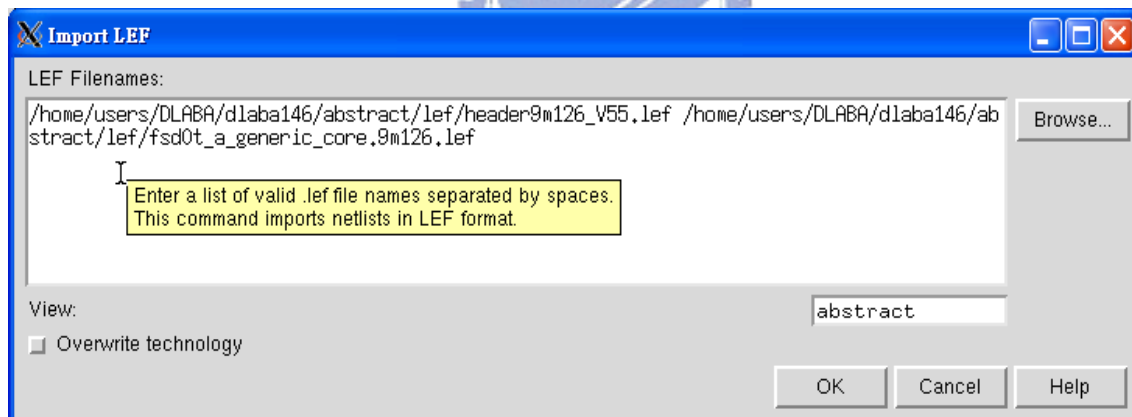 Import LEF
LEF Filenames:
/home/users/DLABA/dlaba146/abstract/lef/header9m126_V55.lef /home/users/DLABA/dlaba146/ab
stract/lef/fsd0t_a_generic_core.9m126.lef
Browse...
Enter a list of valid .lef file names separated by spaces.
This command imports netlists in LEF format.
View:
abstract
Overwrite technology
OK
Cancel
Help